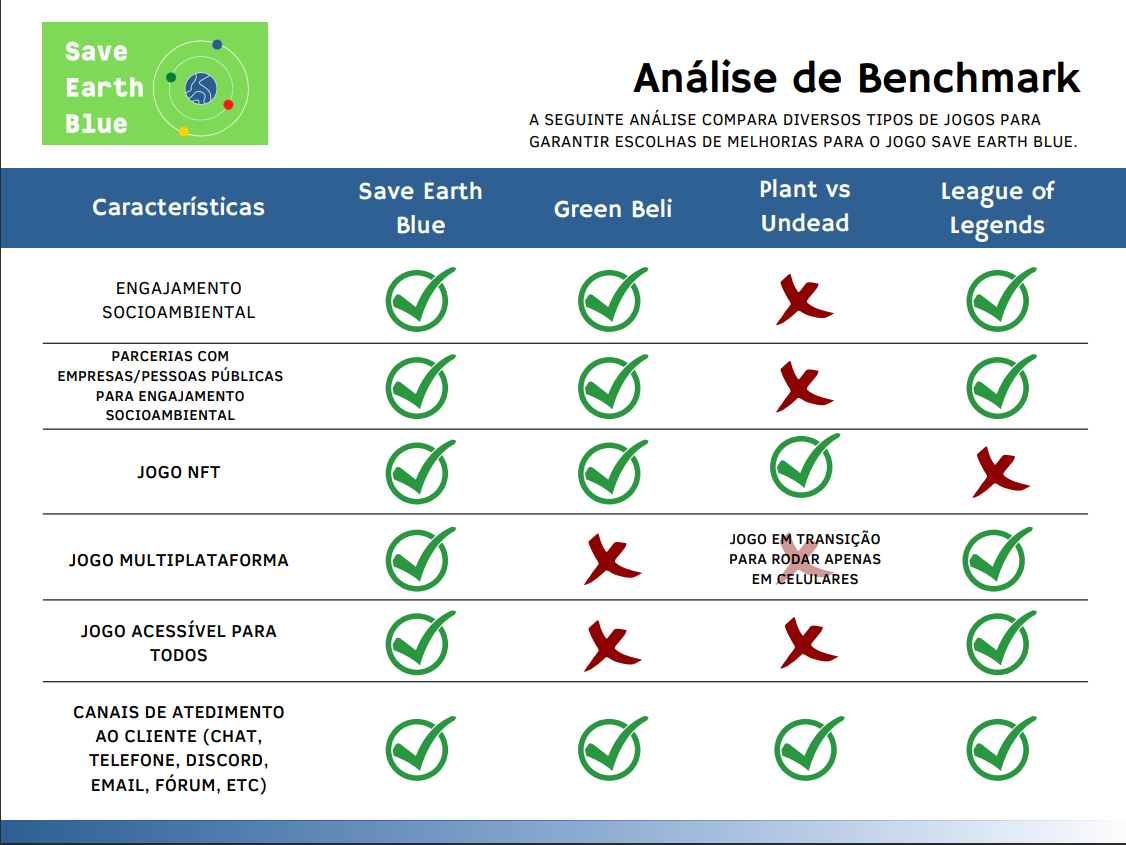 Save
Earth
Blue
Análise de Benchmark
A SEGUINTE ANÁLISE COMPARA DIVERSOS TIPOS DE JOGOS PARA
GARANTIR ESCOLHAS DE MELHORIAS PARA O JOGO SAVE EARTH BLUE.
Características
Save Earth
Blue
Green Beli
Plant vs
Undead
League of
Legends
ENGAJAMENTO
SOCIOAMBIENTAL
PARCERIAS COM
EMPRESAS/PESSOAS PÚBLICAS
PARA ENGAJAMENTO
SOCIOAMBIENTAL
JOGO NFT
JOGO MULTIPLATAFORMA
JOGO EM TRANSIÇÃO
PARA RODAR APENAS
EM CELULARES
JOGO ACESSÍVEL PARA
TODOS
CANAIS DE ATEDIMENTO
AO CLIENTE (CHAT,
TELEFONE, DISCORD,
EMAIL, FÓRUM, ETC)